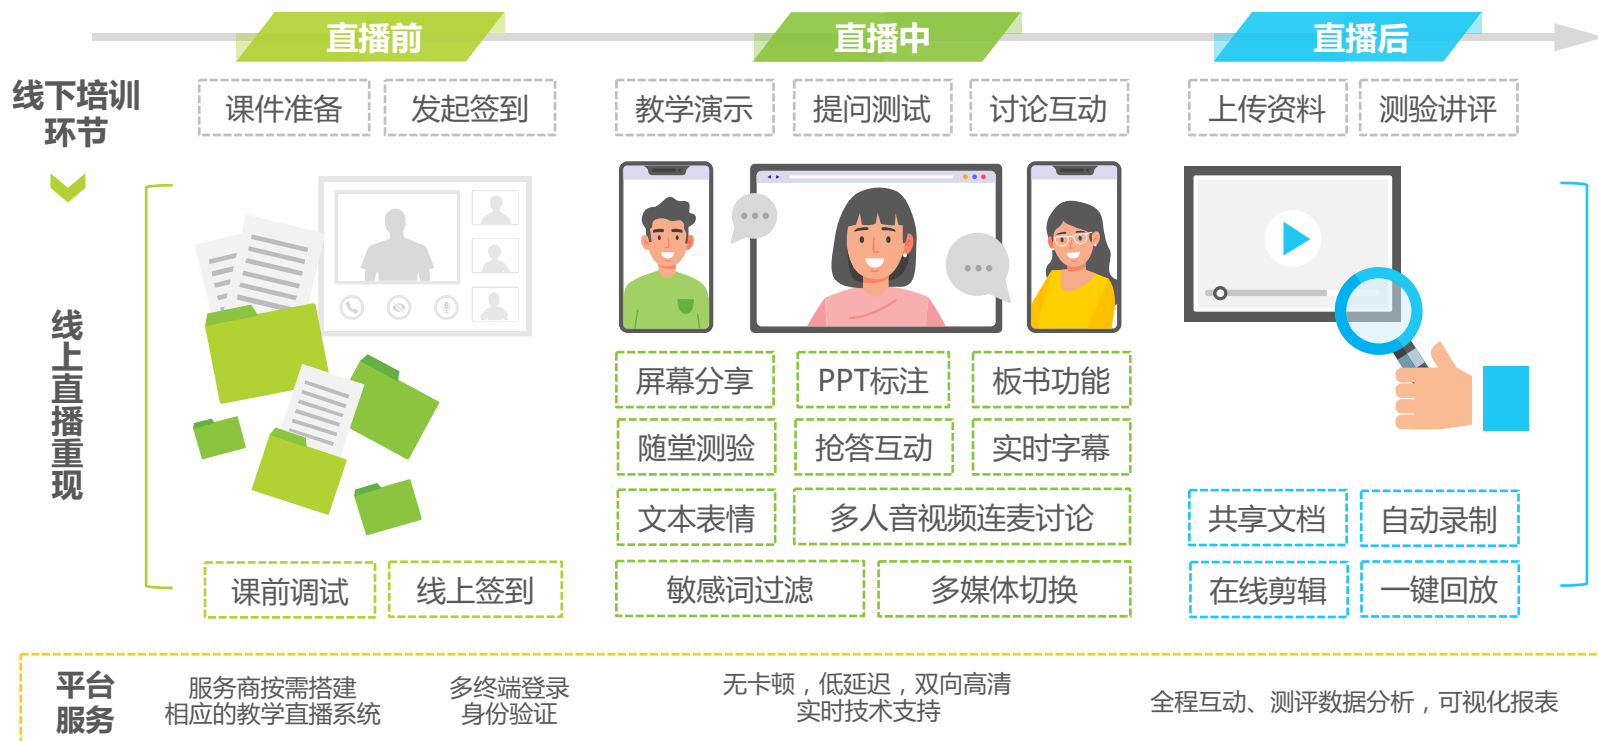 直播前
直播中
直播后
线下培训
环节
课件准备
发起签到
教学演示
提问测试
讨论互动
上传资料
测验讲评
线上直播重现
屏幕分享
PPT标注
板书功能
随堂测验
抢答互动
实时字幕
文本表情
多人音视频连麦讨论
共享文档
自动录制
课前调试
线上签到
敏感词过滤
多媒体切换
在线剪辑
一键回放
平台
服务
服务商按需搭建
相应的教学直播系统
多终端登录
身份验证
无卡顿，低延迟，双向高清
实时技术支持
全程互动、测评数据分析，可视化报表